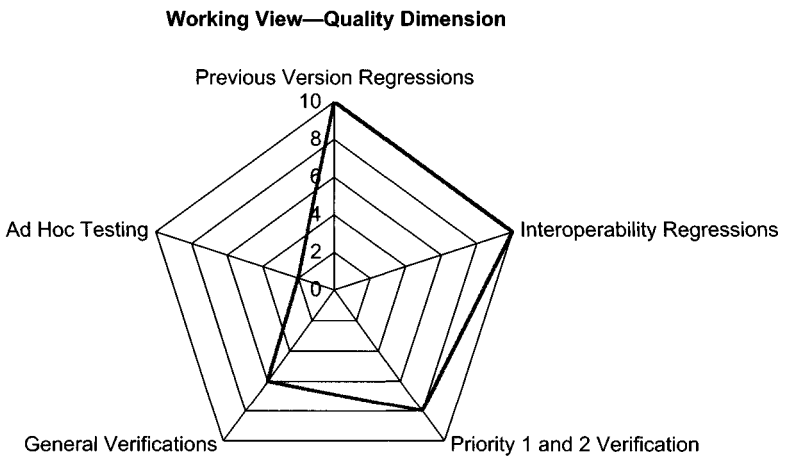 Working View—Quality Dimension
Previous Version Regressions
10
8
6
4
2
0
Ad Hoc Testing
Interoperability Regressions
General Verifications
Priority 1 and 2 Verification